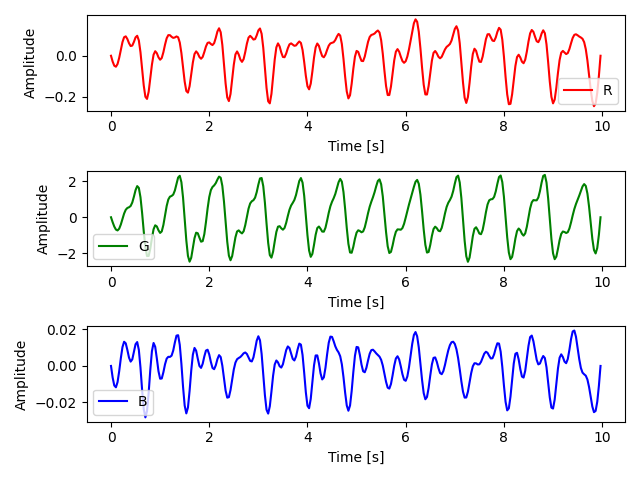 Amplitude
0.0
−0.2
R
0 2 4 6 8 10
Time [s]
Amplitude
2
0
−2
G
0 2 4 6 8 10
Time [s]
Amplitude
0.02
0.00
−0.02
B
0 2 4 6 8 10
Time [s]